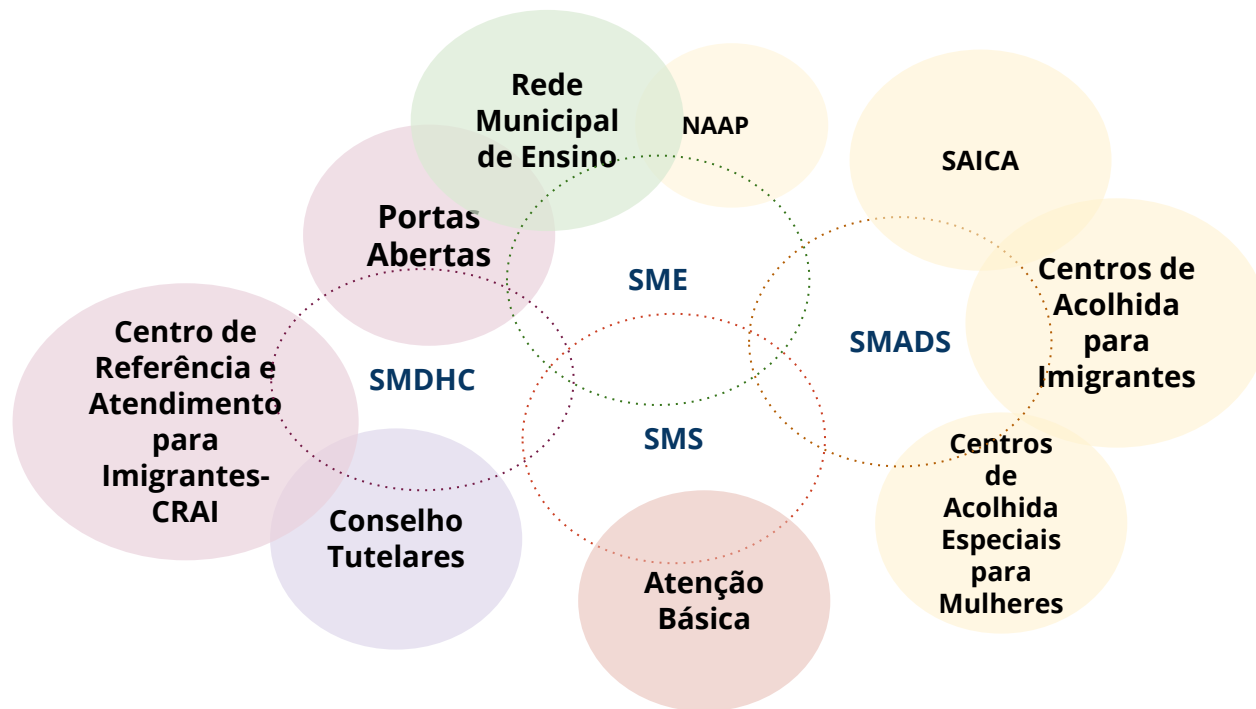 Rede
Municipal
de Ensino
NAAP
SAICA
Portas
Abertas
SME
Centros de
Acolhida
para
Imigrantes
SMADS
Centro de
Referência e
Atendimento
para
Imigrantes-
CRAI
SMDHC
SMS
Centros
de
Acolhida
Especiais
para
Mulheres
Conselho
Tutelares
Atenção
Básica